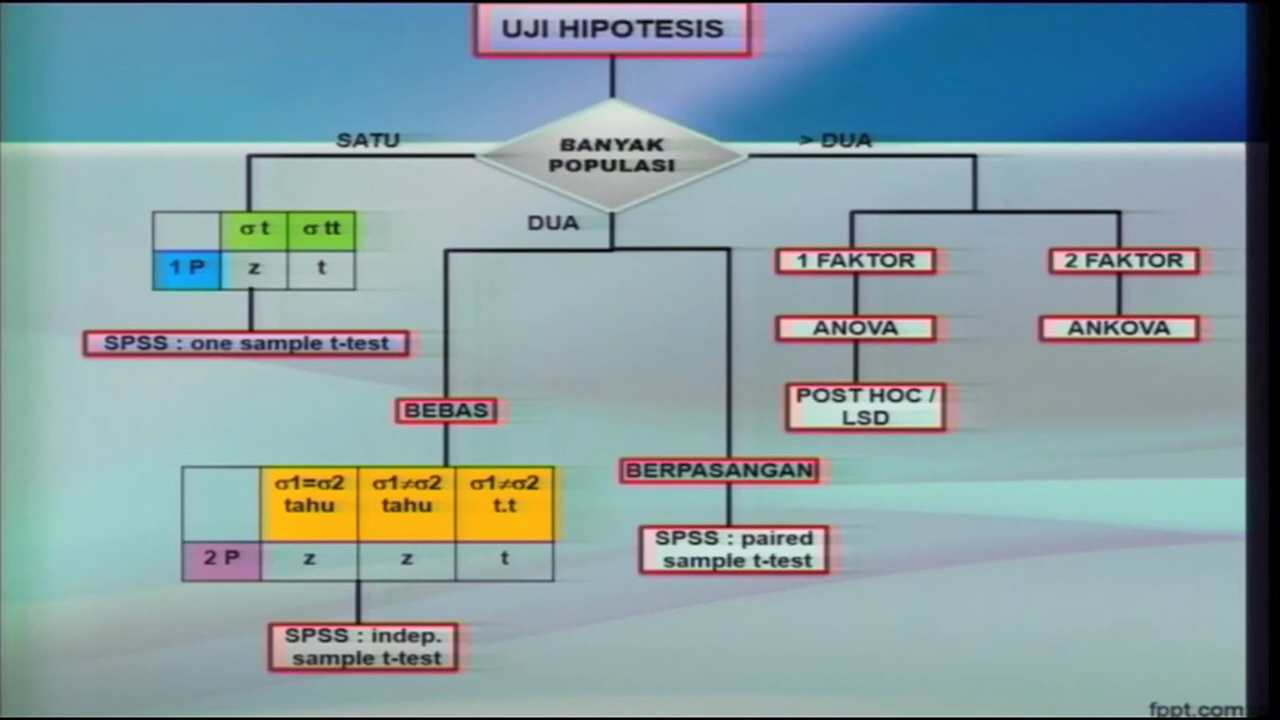 UJI HIPOTESIS
BANYAK
POPULASI
SATU
> DUA
DUA
σ t
σ tt
1 P
z
t
SPSS : one sample t-test
1 FAKTOR
2 FAKTOR
ANOVA
ANKOVA
POST HOC /
LSD
BEBAS
BERPASANGAN
σ1=σ2
tahu
σ1≠σ2
tahu
σ1≠σ2
t.t
2 P
z
z
t
SPSS : paired
sample t-test
SPSS : indep.
sample t-test
fppt.com